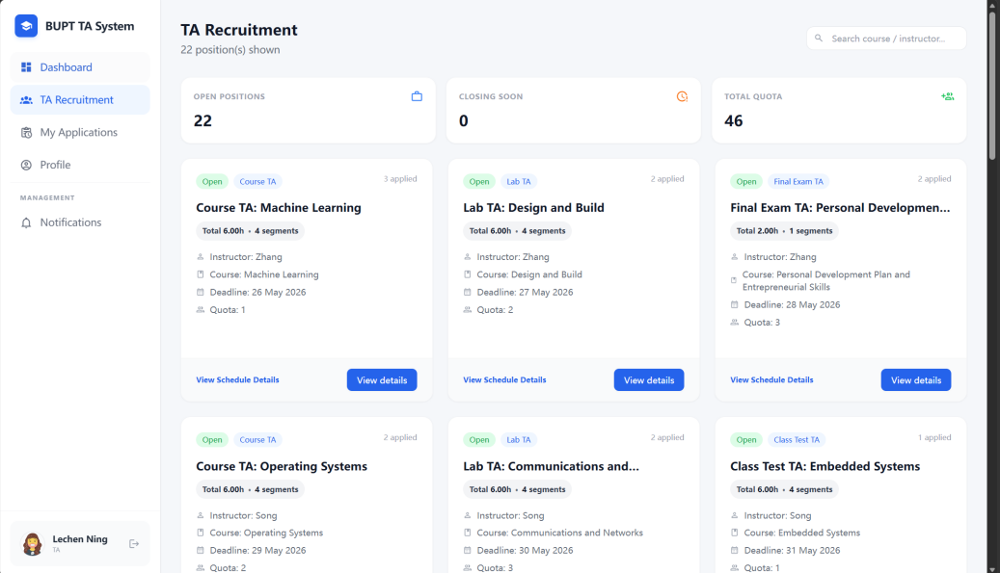 BUPT TA System
Dashboard
TA Recruitment
My Applications
Profile
MANAGEMENT
Notifications
Lechen Ning
TA
TA Recruitment
22 position(s) shown
Search course / instructor...
OPEN POSITIONS
22
CLOSING SOON
0
TOTAL QUOTA
46
Open
Course TA
3 applied
Course TA: Machine Learning
Total 6.00h • 4 segments
Instructor: Zhang
Course: Machine Learning
Deadline: 26 May 2026
Quota: 1
View Schedule Details
View details
Open
Lab TA
2 applied
Lab TA: Design and Build
Total 6.00h • 4 segments
Instructor: Zhang
Course: Design and Build
Deadline: 27 May 2026
Quota: 2
View Schedule Details
View details
Open
Final Exam TA
2 applied
Final Exam TA: Personal Developmen...
Total 2.00h • 1 segments
Instructor: Zhang
Course: Personal Development Plan and
Entrepreneurial Skills
Deadline: 28 May 2026
Quota: 3
View Schedule Details
View details
Open
Course TA
2 applied
Course TA: Operating Systems
Total 6.00h • 4 segments
Instructor: Song
Course: Operating Systems
Deadline: 29 May 2026
Quota: 2
Open
Lab TA
2 applied
Lab TA: Communications and...
Total 6.00h • 4 segments
Instructor: Song
Course: Communications and Networks
Deadline: 30 May 2026
Quota: 3
Open
Class Test TA
1 applied
Class Test TA: Embedded Systems
Total 6.00h • 4 segments
Instructor: Song
Course: Embedded Systems
Deadline: 31 May 2026
Quota: 1